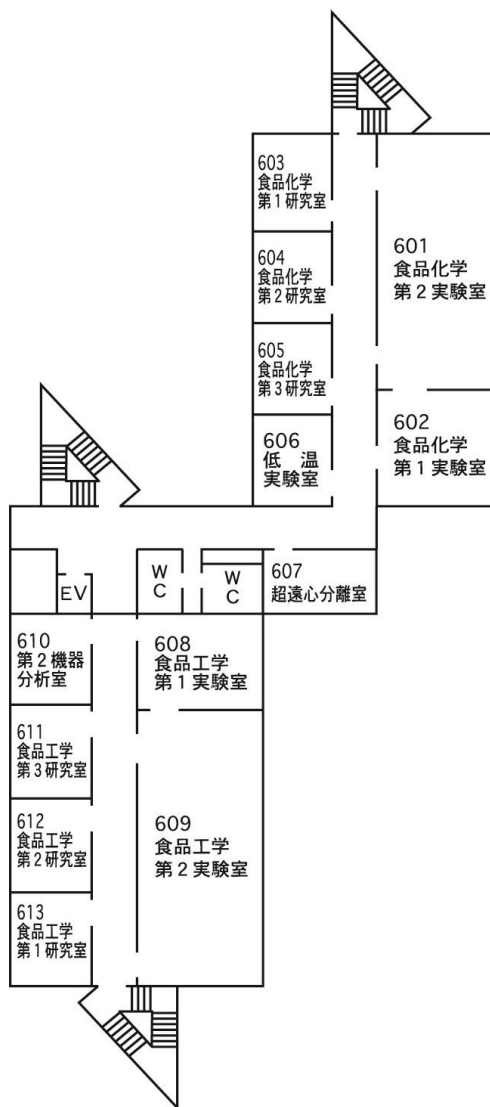 603
食品化学
第1研究室
604
食品化学
第2研究室
605
食品化学
第3研究室
606
低 温
実験室
601
食品化学
第2実験室
602
食品化学
第1実験室
EV
W
C
W
C
607
超遠心分離室
610
第2機器
分析室
608
食品工学
第1実験室
611
食品工学
第3研究室
612
食品工学
第2研究室
609
食品工学
第2実験室
613
食品工学
第1研究室